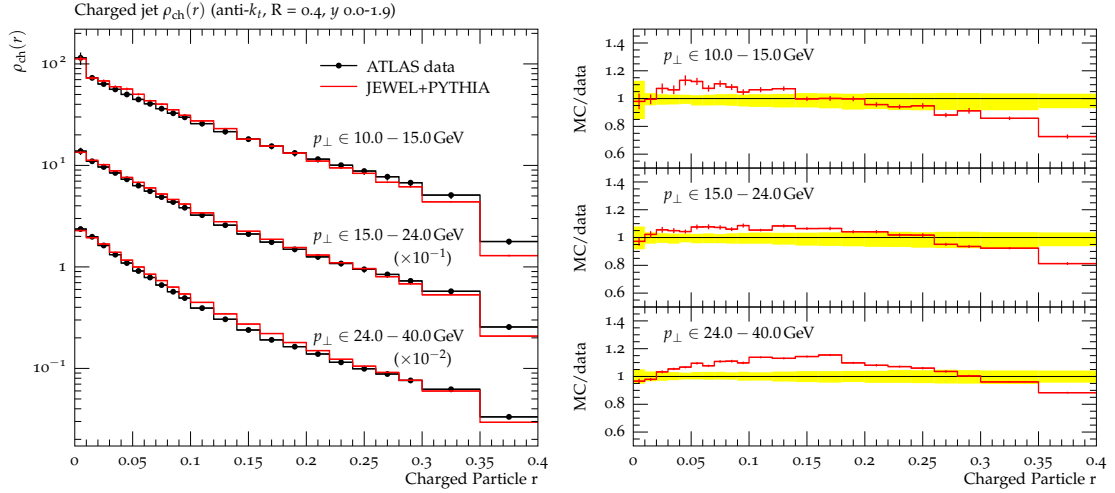 Charged jet ρch(r) (anti-kt, R = 0.4, y 0.0-1.9)
ρch(r)
10²
10¹
1
10⁻¹
ATLAS data
JEWEL+PYTHIA
p⊥ ∈ 10.0 − 15.0 GeV
p⊥ ∈ 15.0 − 24.0 GeV
(×10⁻¹)
p⊥ ∈ 24.0 − 40.0 GeV
(×10⁻²)
0 0.05 0.1 0.15 0.2 0.25 0.3 0.35 0.4
Charged Particle r
p⊥ ∈ 10.0 − 15.0 GeV
MC/data
1.4
1.2
1
0.8
0.6
p⊥ ∈ 15.0 − 24.0 GeV
MC/data
1.4
1.2
1
0.8
0.6
p⊥ ∈ 24.0 − 40.0 GeV
MC/data
1.4
1.2
1
0.8
0.6
0 0.05 0.1 0.15 0.2 0.25 0.3 0.35 0.4
Charged Particle r